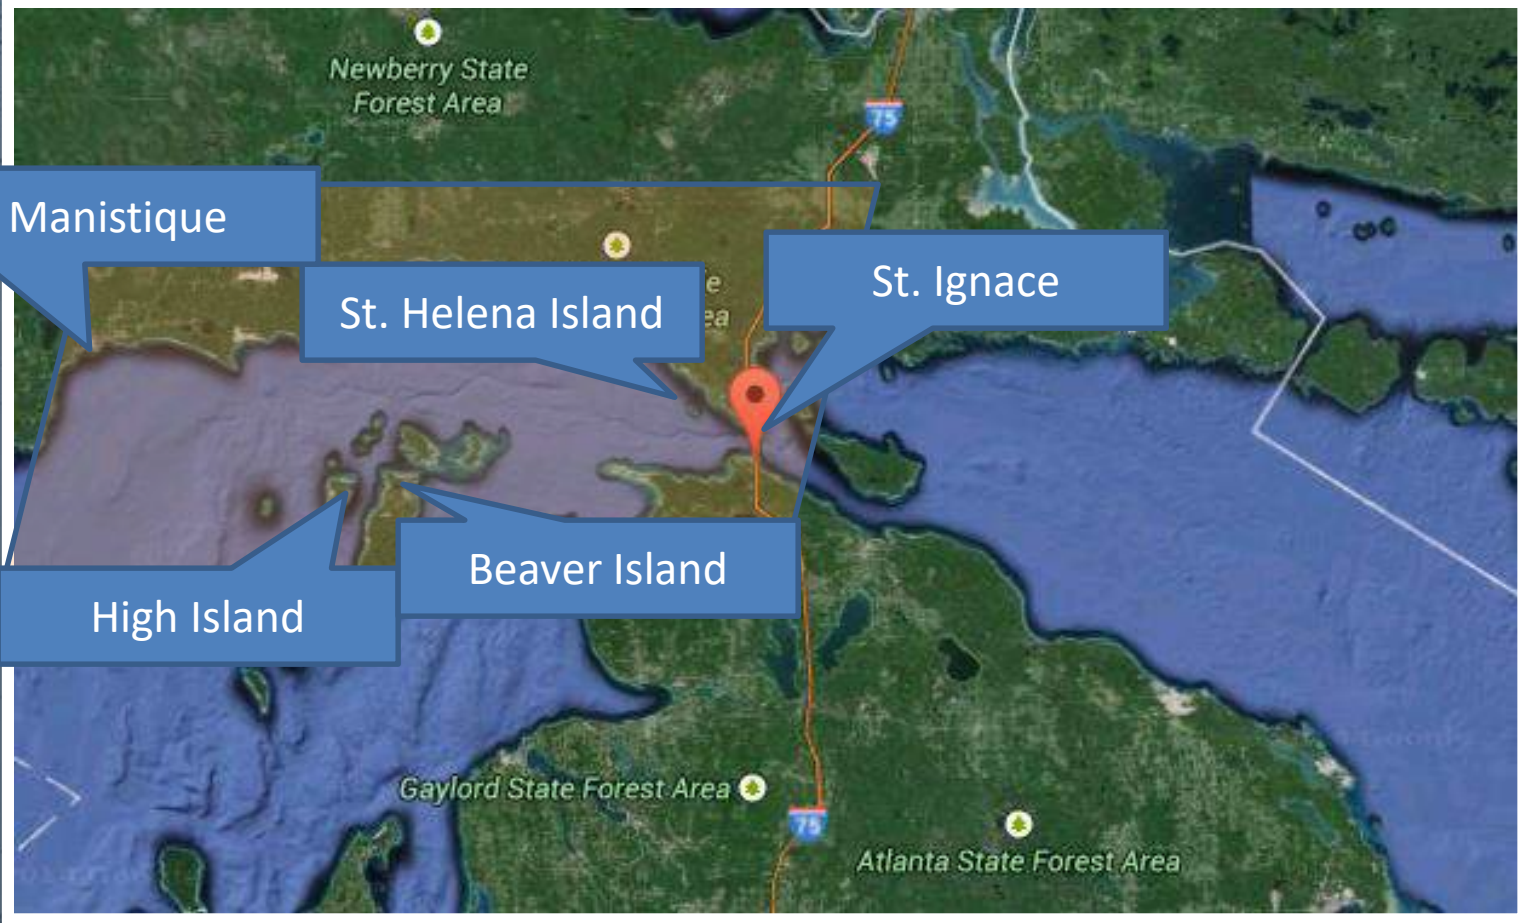 Newberry State
Forest Area
75
Manistique
St. Helena Island
St. Ignace
High Island
Beaver Island
Gaylord State Forest Area
75
Atlanta State Forest Area